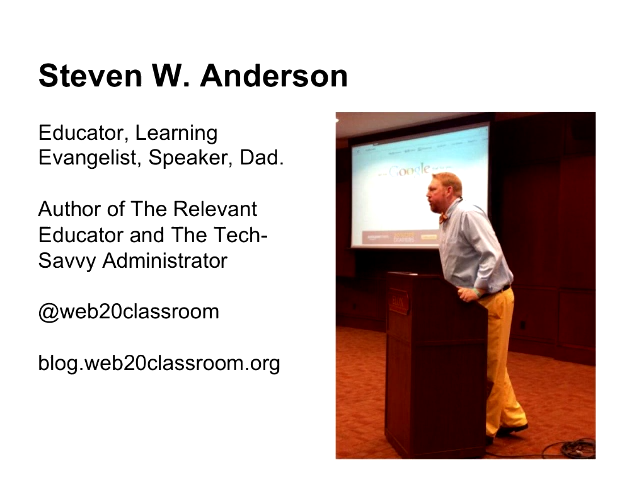 Steven W. Anderson
Educator, Learning
Evangelist, Speaker, Dad.
Author of The Relevant
Educator and The Tech-
Savvy Administrator
@web20classroom
blog.web20classroom.org
Google